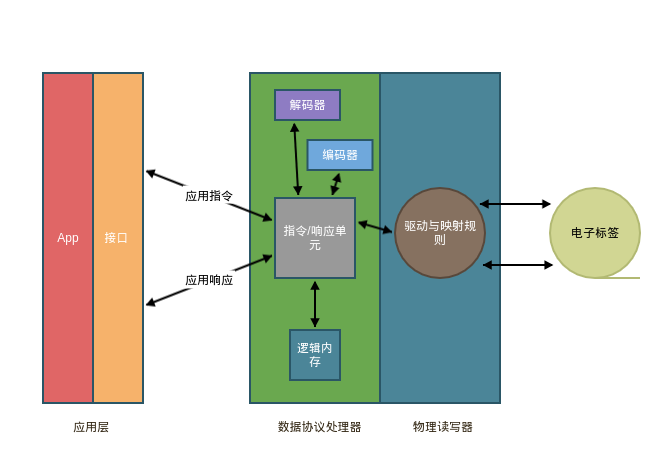 解码器
编码器
应用指令
App
接口
指令/响应单
元
驱动与映射规
则
电子标签
应用响应
逻辑内
存
应用层
数据协议处理器
物理读写器